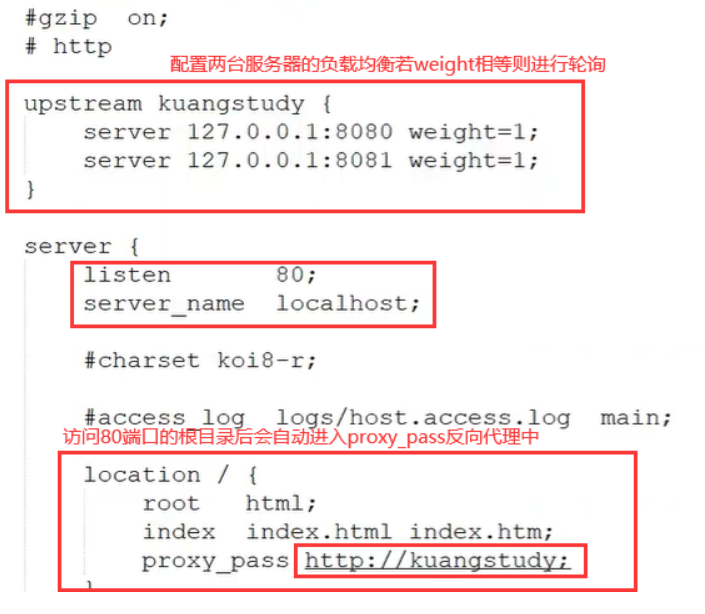 #gzip  on;
# http
配置两台服务器的负载均衡若weight相等则进行轮询
upstream kuangstudy {
    server 127.0.0.1:8080 weight=1;
    server 127.0.0.1:8081 weight=1;
}
server {
    listen       80;
    server_name  localhost;
    #charset koi8-r;
    #access_log  logs/host.access.log  main;
访问80端口的根目录后会自动进入proxy_pass反向代理中
    location / {
        root   html;
        index  index.html index.htm;
        proxy_pass http://kuangstudy;
    }